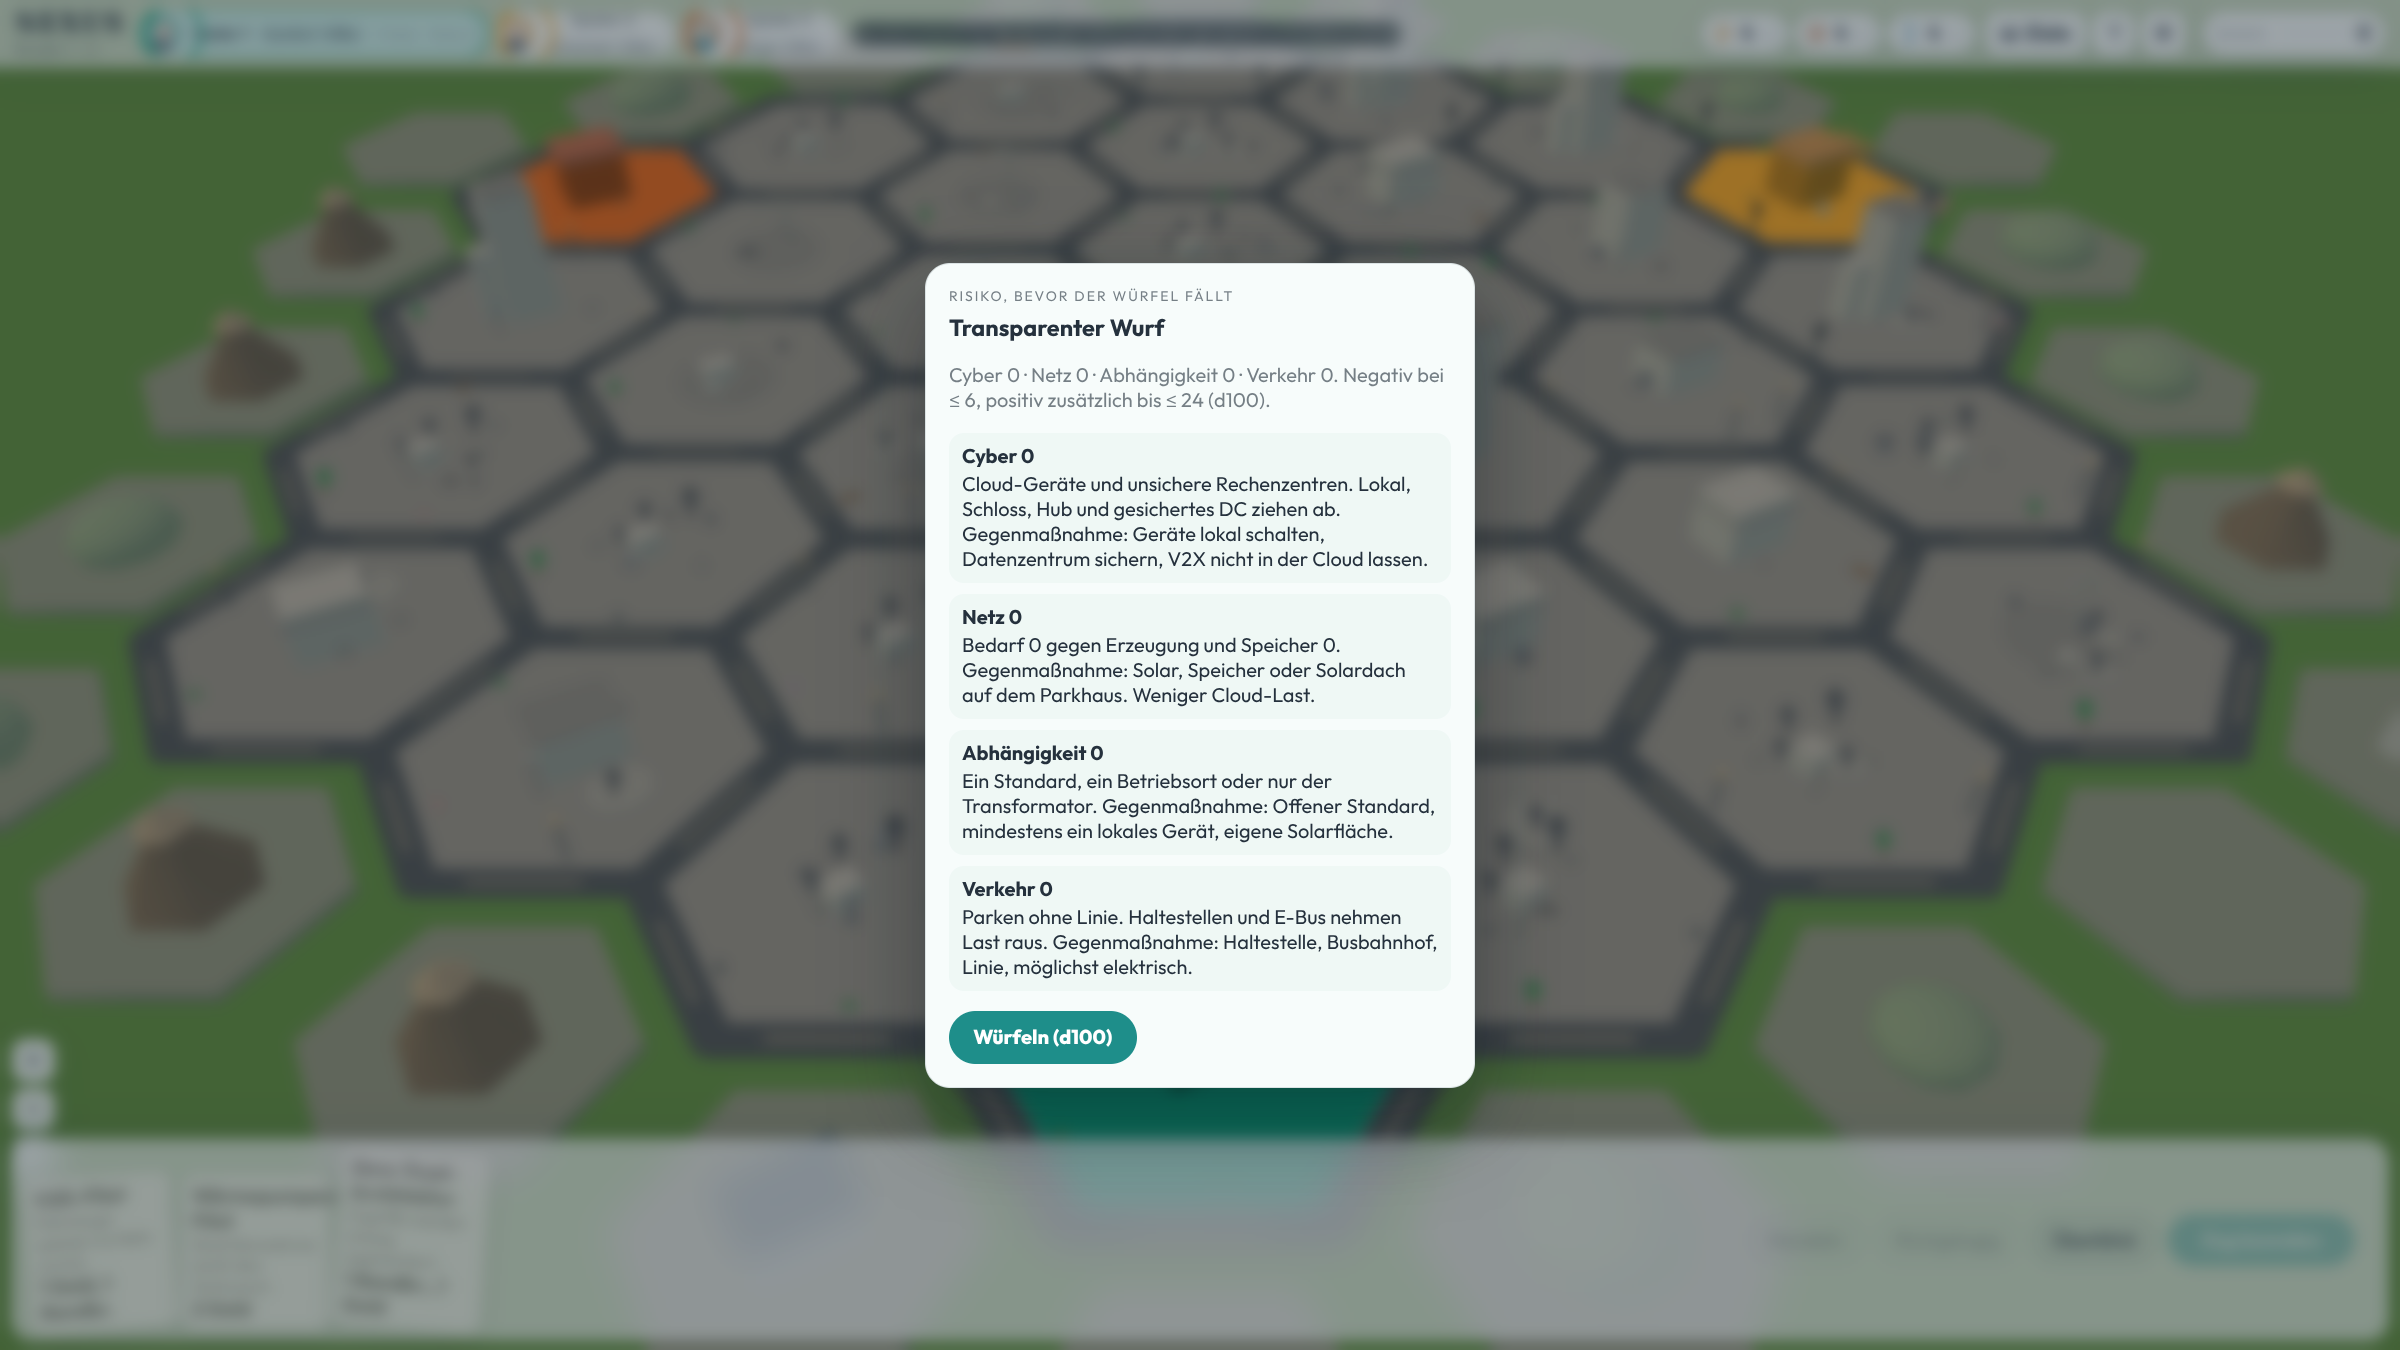 RISIKO, BEVOR DER WÜRFEL FÄLLT
Transparenter Wurf
Cyber 0 · Netz 0 · Abhängigkeit 0 · Verkehr 0. Negativ bei
≤ 6, positiv zusätzlich bis ≤ 24 (d100).
Cyber 0
Cloud-Geräte und unsichere Rechenzentren. Lokal,
Schloss, Hub und gesichertes DC ziehen ab.
Gegenmaßnahme: Geräte lokal schalten,
Datenzentrum sichern, V2X nicht in der Cloud lassen.
Netz 0
Bedarf 0 gegen Erzeugung und Speicher 0.
Gegenmaßnahme: Solar, Speicher oder Solardach
auf dem Parkhaus. Weniger Cloud-Last.
Abhängigkeit 0
Ein Standard, ein Betriebsort oder nur der
Transformator. Gegenmaßnahme: Offener Standard,
mindestens ein lokales Gerät, eigene Solarfläche.
Verkehr 0
Parken ohne Linie. Haltestellen und E-Bus nehmen
Last raus. Gegenmaßnahme: Haltestelle, Busbahnhof,
Linie, möglichst elektrisch.
Würfeln (d100)